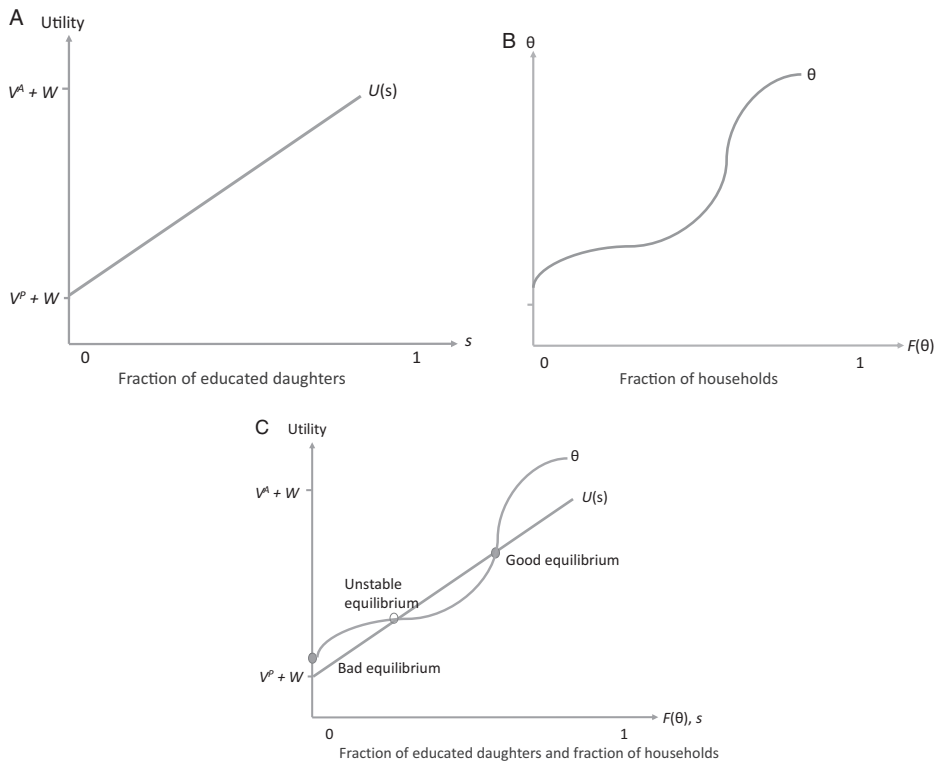 A
Utility
V^A + W
U(s)
V^P + W
s
0
1
Fraction of educated daughters
B
θ
θ
F(θ)
0
1
Fraction of households
C
Utility
θ
V^A + W
U(s)
Good equilibrium
Unstable
equilibrium
Bad equilibrium
V^P + W
F(θ), s
0
1
Fraction of educated daughters and fraction of households